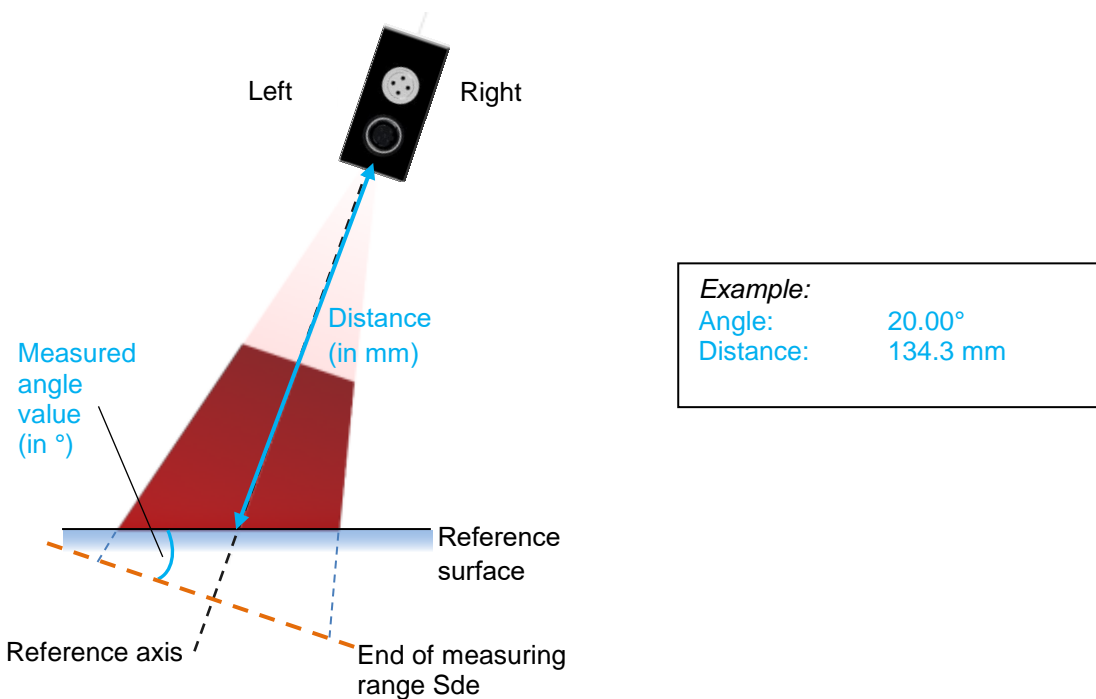 Left
Right
Distance
(in mm)
Example:
Angle: 20.00°
Distance: 134.3 mm
Measured
angle
value
(in °)
Reference
surface
Reference axis
End of measuring
range Sde